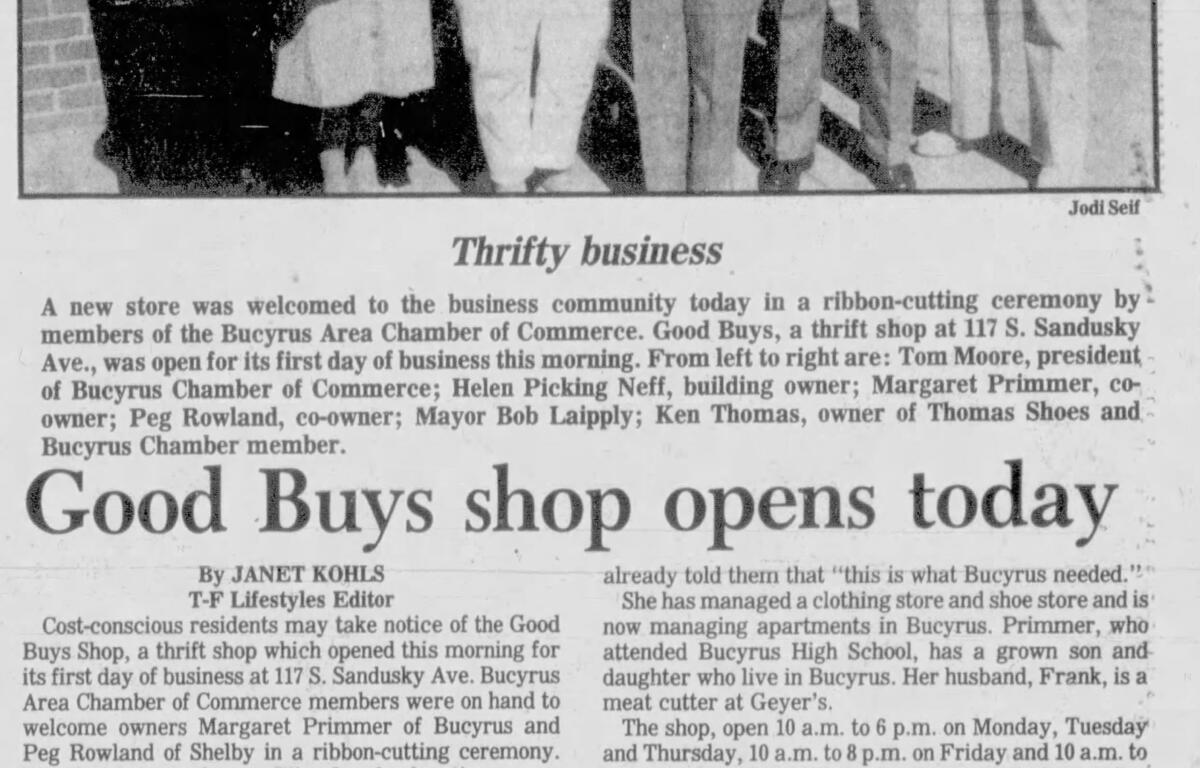 Jodi Seif
Thrifty business
A new store was welcomed to the business community today in a ribbon-cutting ceremony by
members of the Bucyrus Area Chamber of Commerce. Good Buys, a thrift shop at 117 S. Sandusky
Ave., was open for its first day of business this morning. From left to right are: Tom Moore, president
of Bucyrus Chamber of Commerce; Helen Picking Neff, building owner; Margaret Primmer, co-
owner; Peg Rowland, co-owner; Mayor Bob Laipply; Ken Thomas, owner of Thomas Shoes and
Bucyrus Chamber member.
Good Buys shop opens today
By JANET KOHLS
T-F Lifestyles Editor
Cost-conscious residents may take notice of the Good
Buys Shop, a thrift shop which opened this morning for
its first day of business at 117 S. Sandusky Ave. Bucyrus
Area Chamber of Commerce members were on hand to
welcome owners Margaret Primmer of Bucyrus and
Peg Rowland of Shelby in a ribbon-cutting ceremony.
already told them that "this is what Bucyrus needed."
She has managed a clothing store and shoe store and is
now managing apartments in Bucyrus. Primmer, who
attended Bucyrus High School, has a grown son and
daughter who live in Bucyrus. Her husband, Frank, is a
meat cutter at Geyer's.
The shop, open 10 a.m. to 6 p.m. on Monday, Tuesday
and Thursday, 10 a.m. to 8 p.m. on Friday and 10 a.m. to